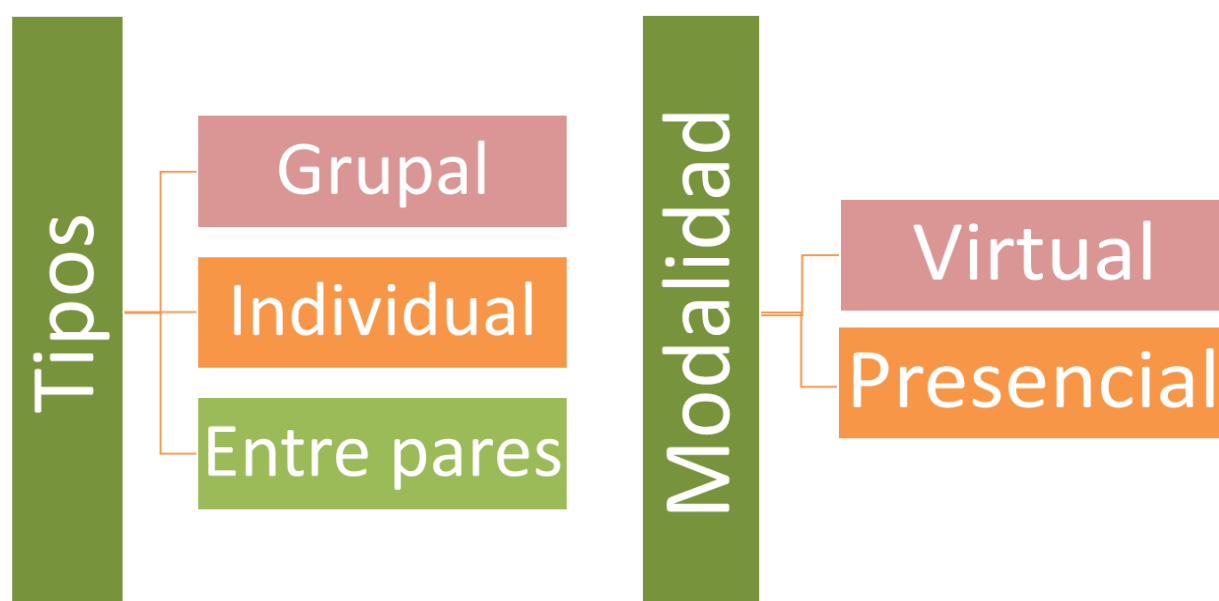 Tipos
Grupal
Individual
Entre pares
Modalidad
Virtual
Presencial